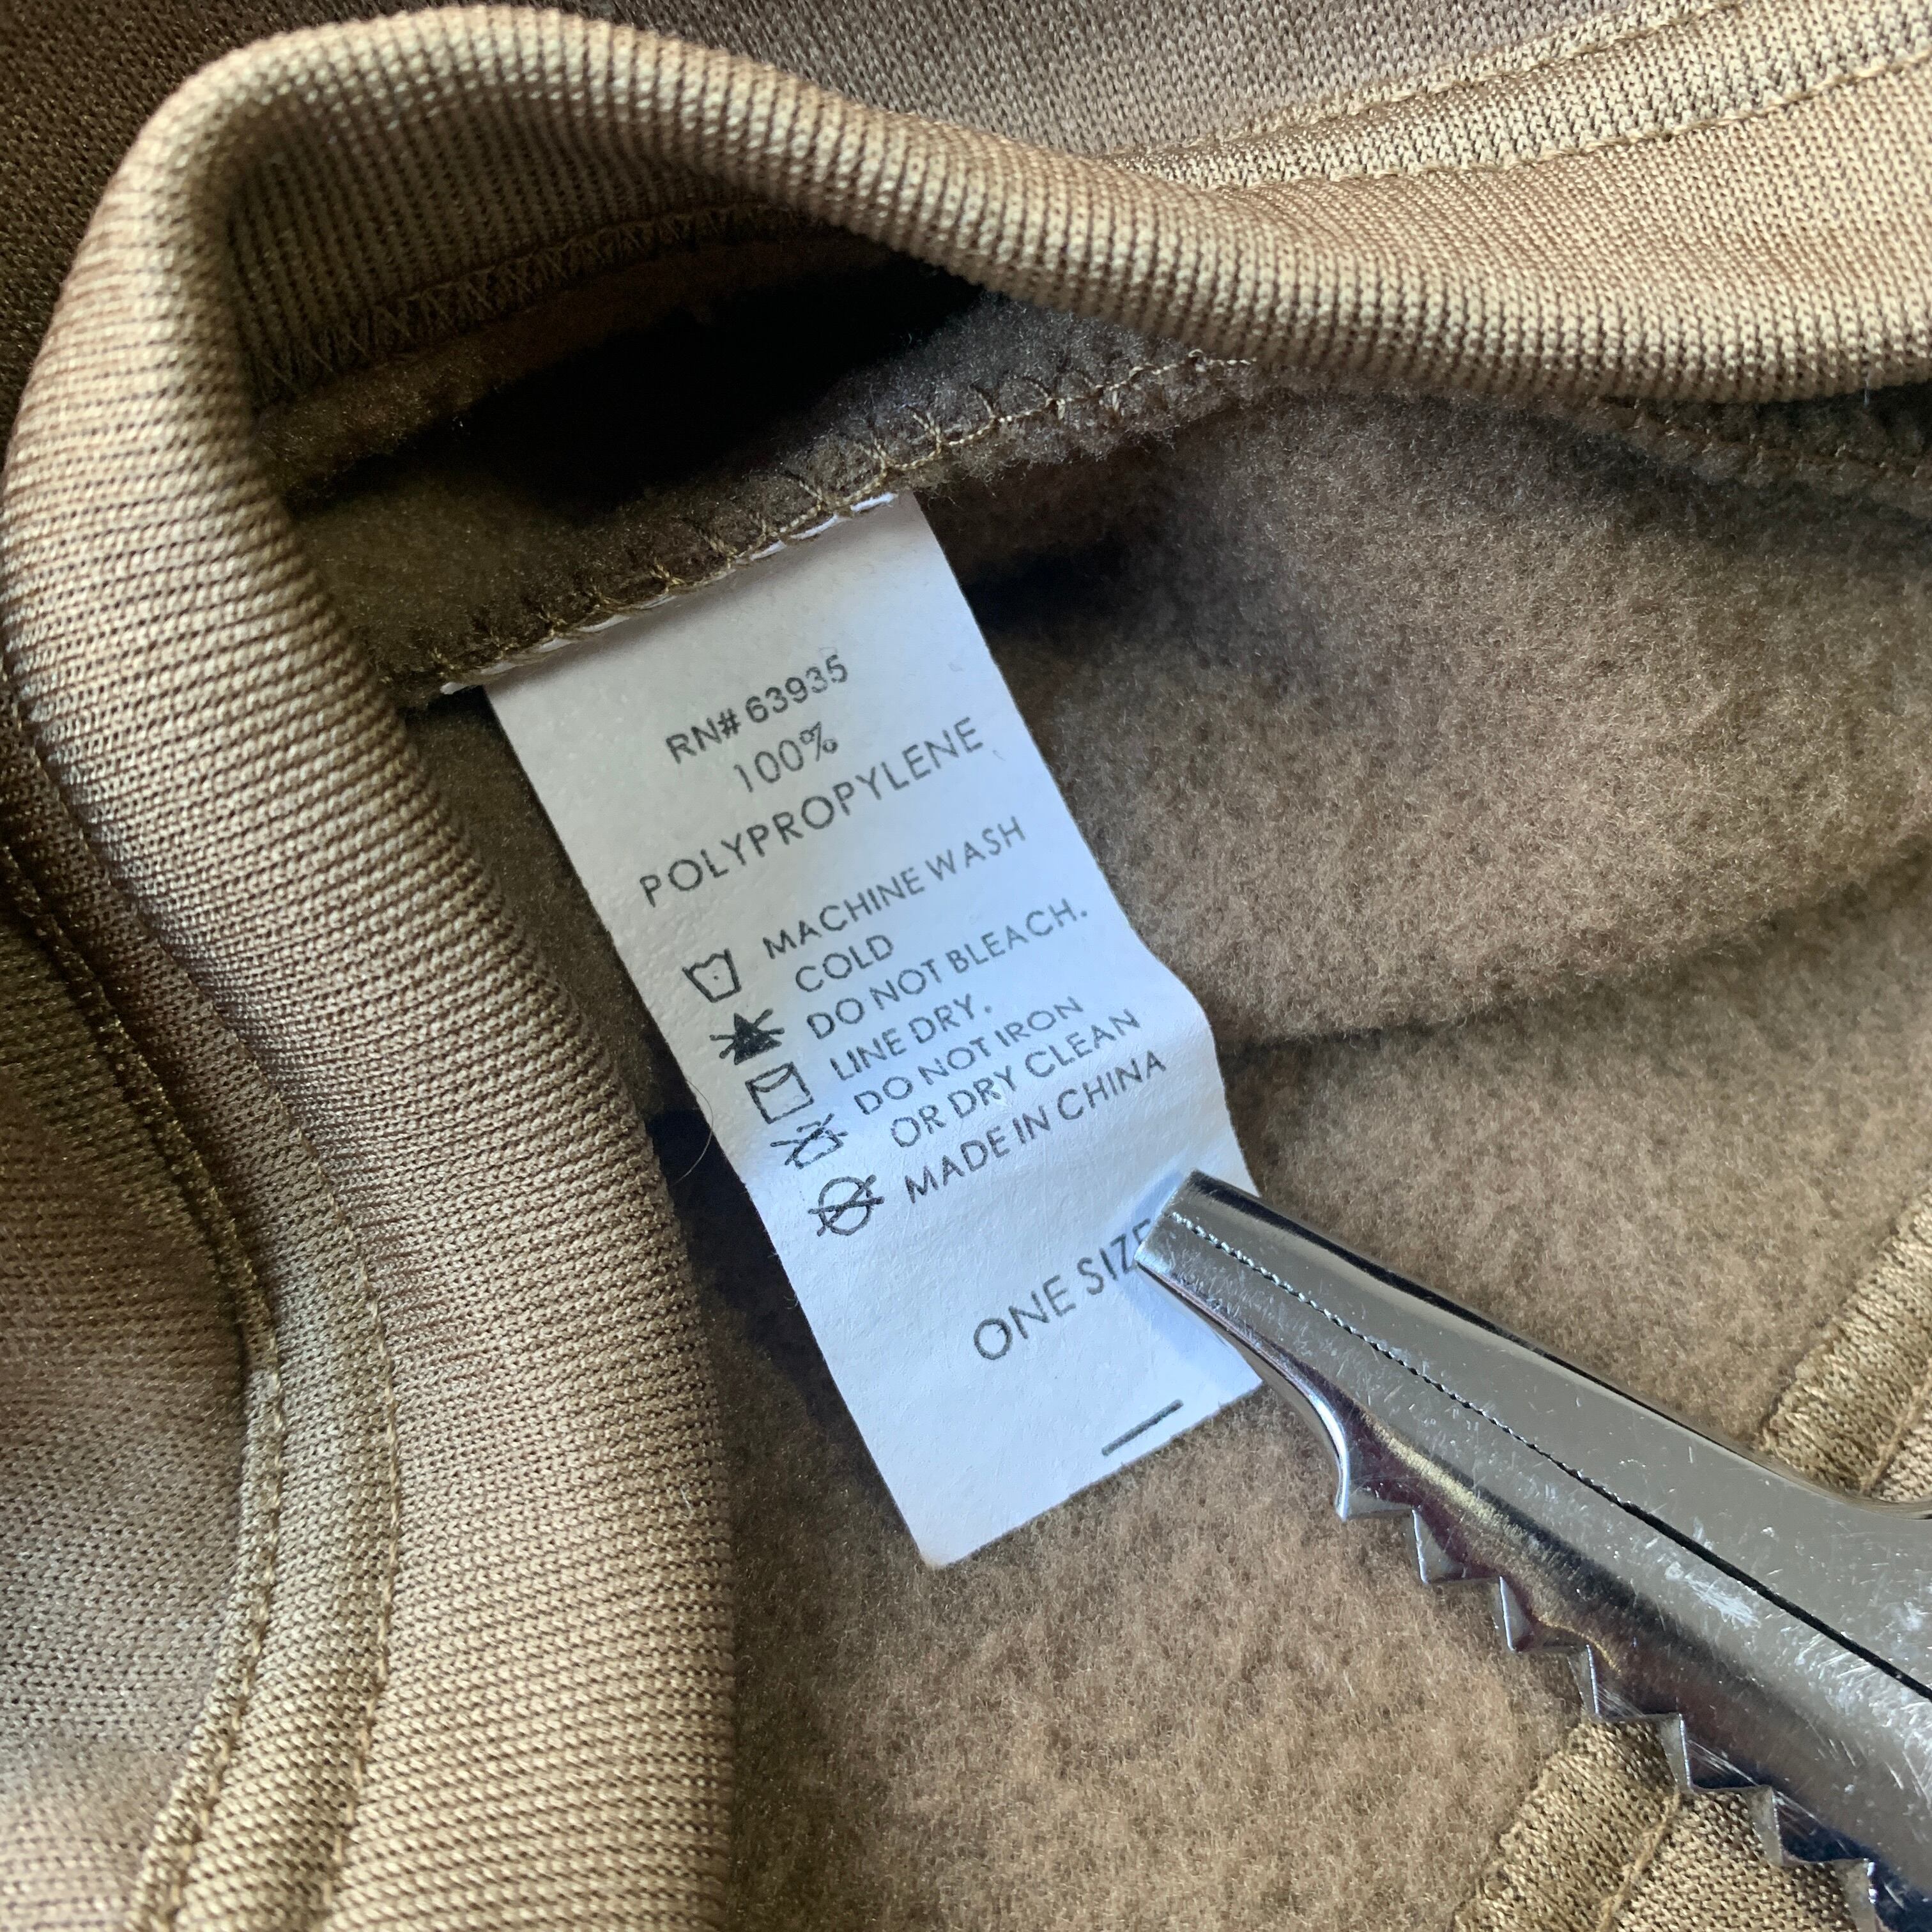 RN# 63935
100%
POLYPROPYLENE
MACHINE WASH
COLD
DO NOT BLEACH.
LINE DRY.
DO NOT IRON
OR DRY CLEAN
MADE IN CHINA
ONE SIZE